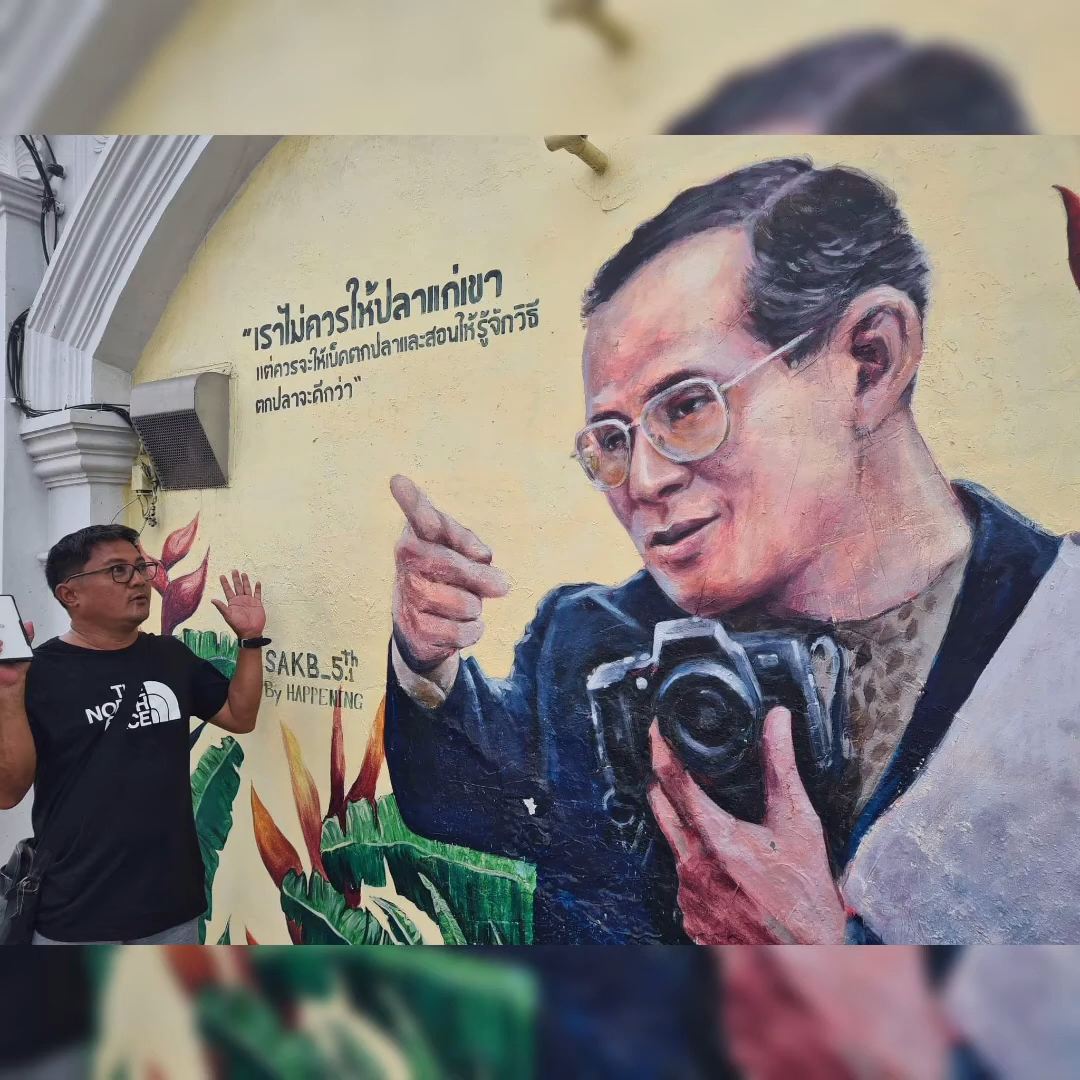 "เราไม่ควรให้ปลาแก่เขา
แต่ควรจะให้เบ็ดตกปลาและสอนให้รู้จักวิธี
ตกปลาจะดีกว่า"
SAKB_5th.1
By HAPPENING
NORTH
FACE